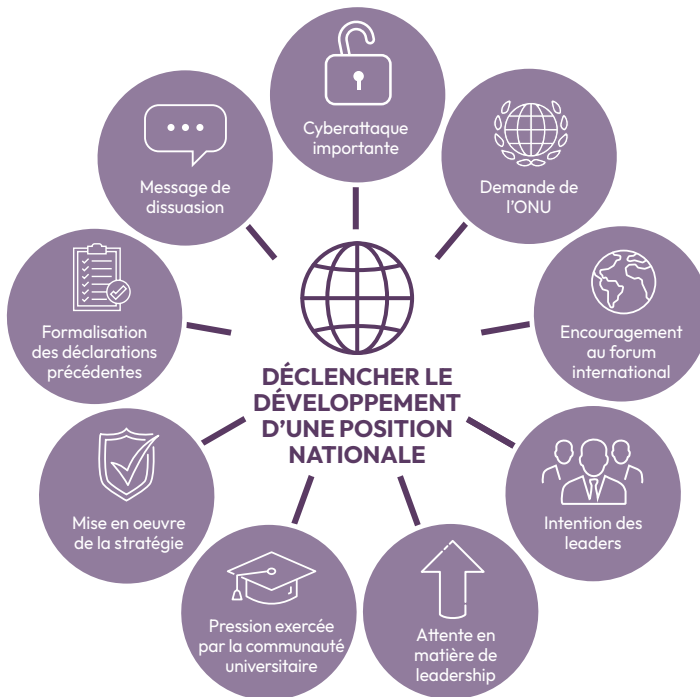 Cyberattaque
importante
Demande de
l'ONU
Encouragement
au forum
international
Intention des
leaders
Attente en
matière de
leadership
Pression exercée
par la communauté
universitaire
Mise en oeuvre
de la stratégie
Formalisation
des déclarations
précédentes
Message de
dissuasion
DÉCLENCHER LE
DÉVELOPPEMENT
D'UNE POSITION
NATIONALE